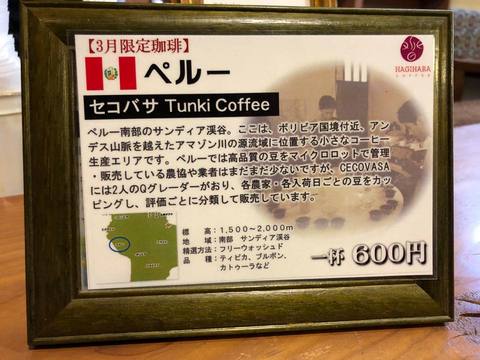 【3月限定珈琲】
ペルー
HAGIHARA
COFFEE
セコバサ Tunki Coffee
ペルー南部のサンディア渓谷。ここは、ボリビア国境付近、アン
デス山脈を越えたアマゾン川の源流域に位置する小さなコーヒー
生産エリアです。ペルーでは高品質の豆をマイクロロットで管理
・販売している農協や業者はまだまだ少ないですが、CECOVASA
には2人のQグレーダーがおり、各農家・各入荷日ごとの豆をカッ
ピングし、評価ごとに分類して販売しています。
標高：1,500～2,000m
地域：南部 サンディア渓谷
精選方法：フリーウォッシュド
品種：ティピカ、ブルボン、
カトゥーラなど
一杯 600円